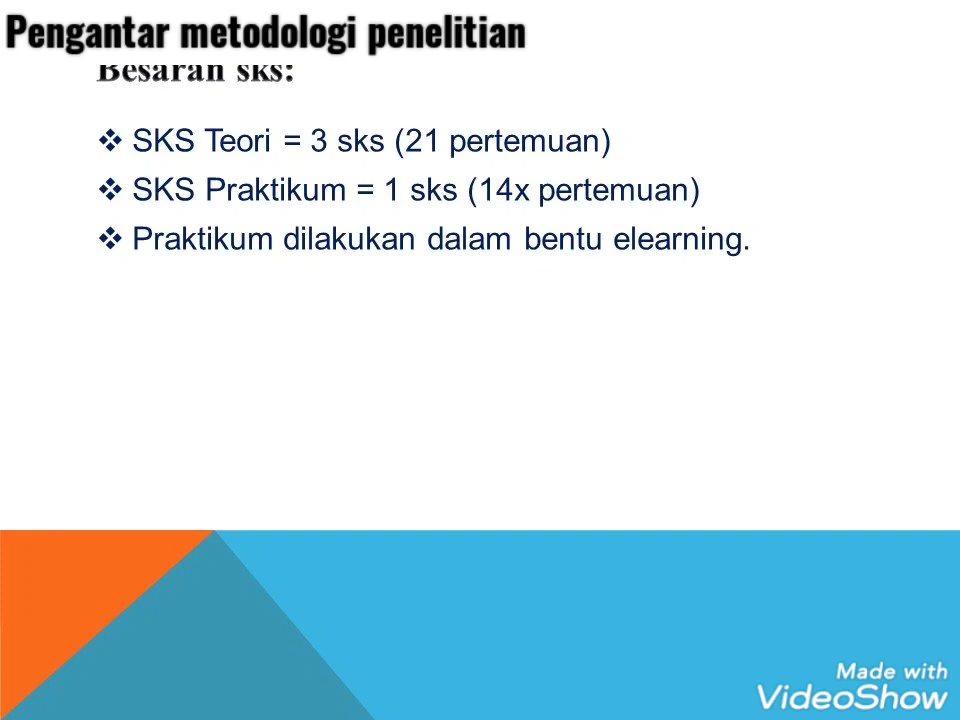 Pengantar metodologi penelitian
Besaran sks:
SKS Teori = 3 sks (21 pertemuan)
SKS Praktikum = 1 sks (14x pertemuan)
Praktikum dilakukan dalam bentu elearning.
Made with
VideoShow